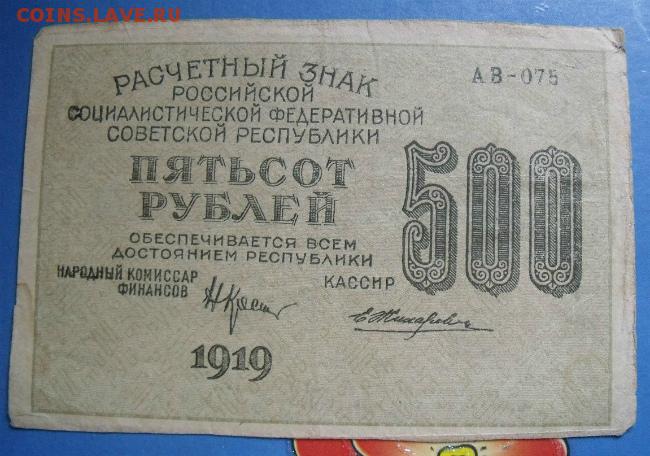 COINS.LAVE.RU
РАСЧЕТНЫЙ ЗНАК
АВ-075
РОССИЙСКОЙ
СОЦИАЛИСТИЧЕСКОЙ ФЕДЕРАТИВНОЙ
СОВЕТСКОЙ РЕСПУБЛИКИ
ПЯТЬСОТ
РУБЛЕЙ
500
ОБЕСПЕЧИВАЕТСЯ ВСЕМ
ДОСТОЯНИЕМ РЕСПУБЛИКИ
НАРОДНЫЙ КОМИССАР
ФИНАНСОВ
КАССИР
1919